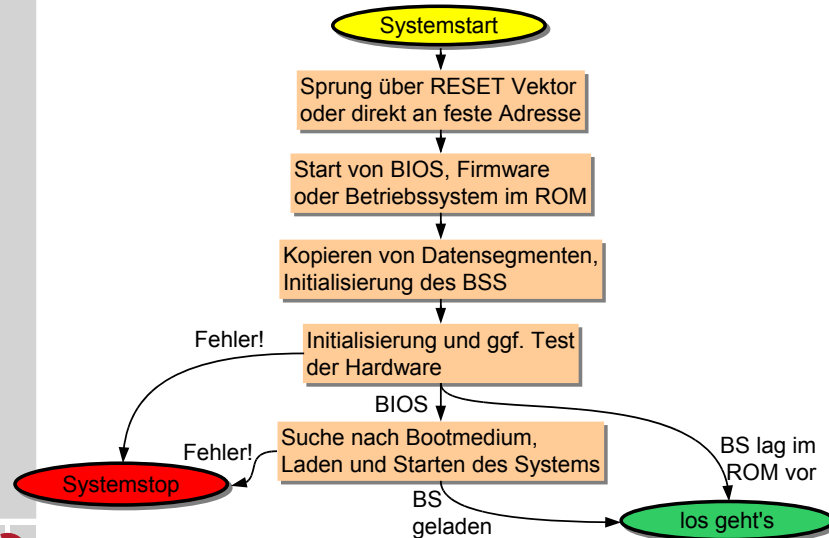 Systemstart
Sprung über RESET Vektor
oder direkt an feste Adresse
Start von BIOS, Firmware
oder Betriebssystem im ROM
Kopieren von Datensegmenten,
Initialisierung des BSS
Fehler!
Initialisierung und ggf. Test
der Hardware
BIOS
Fehler!
Suche nach Bootmedium,
Laden und Starten des Systems
BS lag im
ROM vor
Systemstop
BS
geladen
los geht's